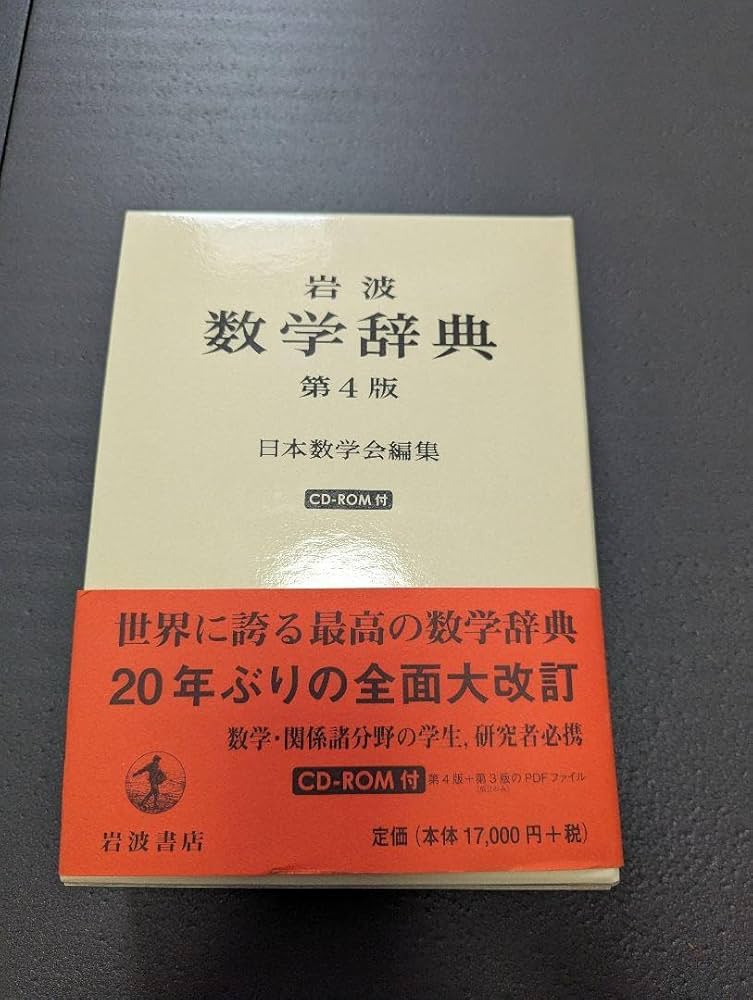 岩波
数学辞典
第4版
日本数学会編集
CD-ROM付
世界に誇る最高の数学辞典
20年ぶりの全面大改訂
数学・関係諸分野の学生,研究者必携
CD-ROM付 第4版+第3版のPDFファイル
岩波書店
定価(本体17,000円+税)